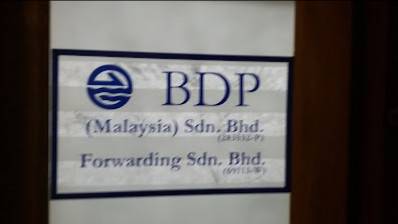 BDP
(Malaysia) Sdn. Bhd.
Forwarding Sdn. Bhd.